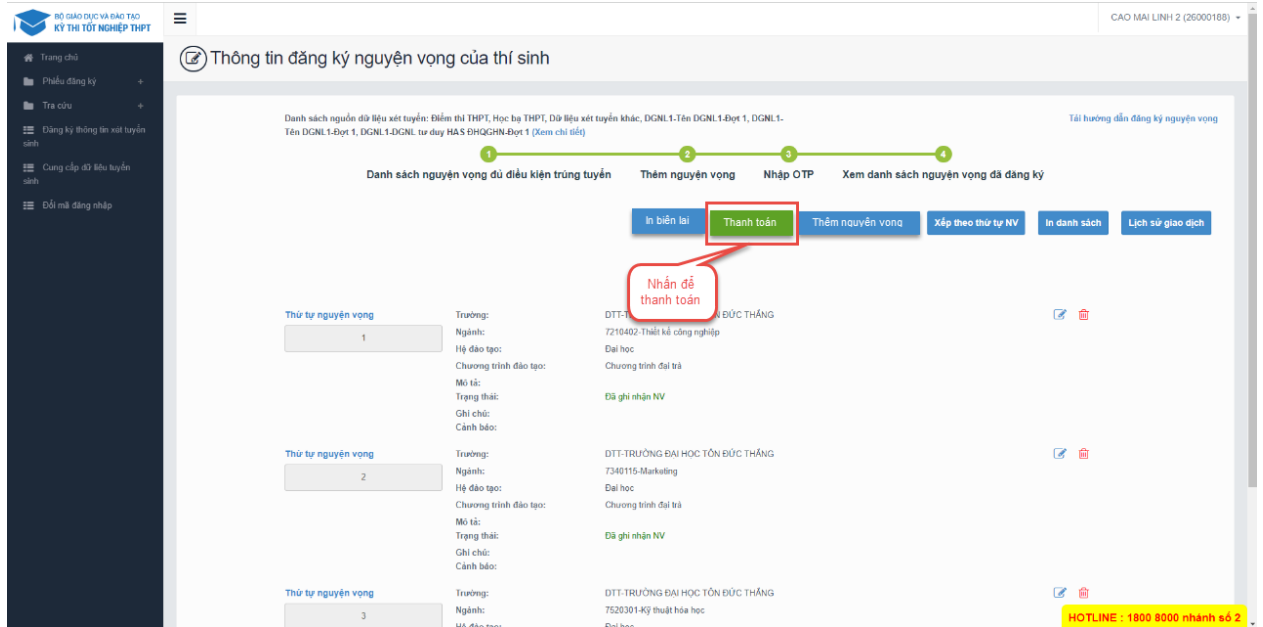 BỘ GIÁO DỤC VÀ ĐÀO TẠO
KỲ THI TỐT NGHIỆP THPT
CAO MAI LINH 2 (26000188)
Trang chủ
Phiếu đăng ký +
Tra cứu +
Đăng ký thông tin xét tuyển
sinh
Cung cấp dữ liệu tuyển
sinh
Đổi mã đăng nhập
Thông tin đăng ký nguyện vọng của thí sinh
Danh sách nguồn dữ liệu xét tuyển: Điểm thi THPT, Học bạ THPT, Dữ liệu xét tuyển khác, DGNL1-Tên DGNL1-Đợt 1, DGNL1-
Tên DGNL1-Đợt 1, DGNL1-DGNL tư duy HAS ĐHQGHN-Đợt 1 (Xem chi tiết)
Tải hướng dẫn đăng ký nguyện vọng
1 2 3 4
Danh sách nguyện vọng đủ điều kiện trúng tuyển Thêm nguyện vọng Nhập OTP Xem danh sách nguyện vọng đã đăng ký
In biên lai Thanh toán Thêm nguyện vọng Xếp theo thứ tự NV In danh sách Lịch sử giao dịch
Nhấn để
thanh toán
Thứ tự nguyện vọng
1
Trường: DTT-T N ĐỨC THẮNG
Ngành: 7210402-Thiết kế công nghiệp
Hệ đào tạo: Đại học
Chương trình đào tạo: Chương trình đại trà
Mô tả:
Trạng thái: Đã ghi nhận NV
Ghi chú:
Cảnh báo:
Thứ tự nguyện vọng
2
Trường: DTT-TRƯỜNG ĐẠI HỌC TÔN ĐỨC THẮNG
Ngành: 7340115-Marketing
Hệ đào tạo: Đại học
Chương trình đào tạo: Chương trình đại trà
Mô tả:
Trạng thái: Đã ghi nhận NV
Ghi chú:
Cảnh báo:
Thứ tự nguyện vọng
3
Trường: DTT-TRƯỜNG ĐẠI HỌC TÔN ĐỨC THẮNG
Ngành: 7520301-Kỹ thuật hóa học
Hệ đào tạo: Đại học
HOTLINE : 1800 8000 nhánh số 2